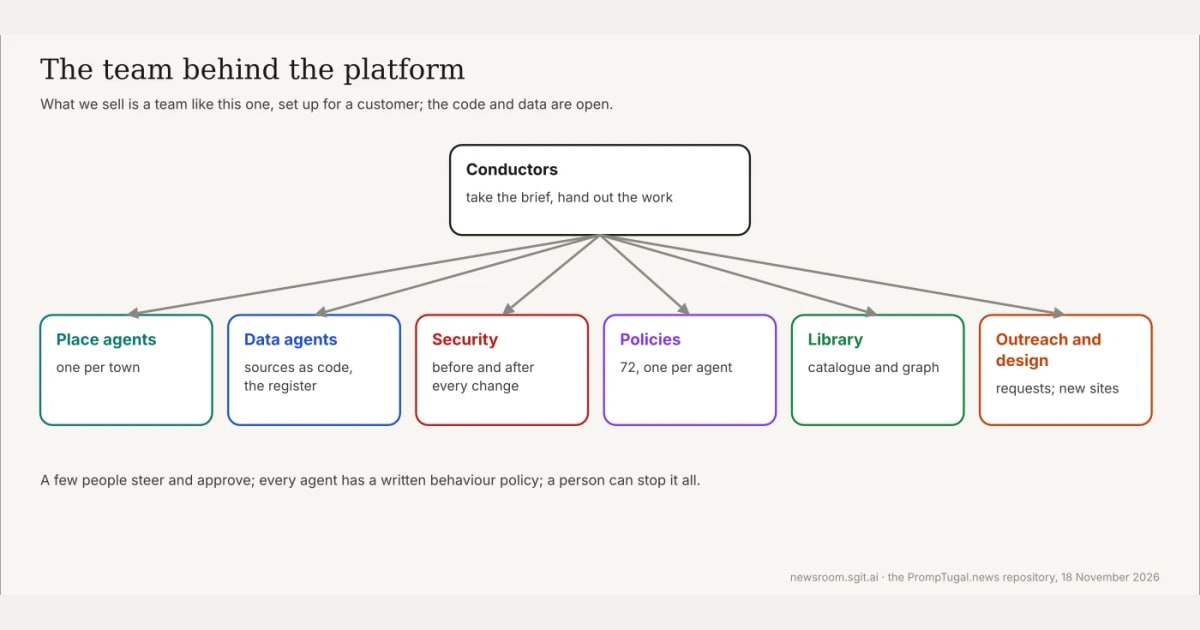 The team behind the platform
What we sell is a team like this one, set up for a customer; the code and data are open.
Conductors
take the brief, hand out the work
Place agents
one per town
Data agents
sources as code,
the register
Security
before and after
every change
Policies
72, one per agent
Library
catalogue and graph
Outreach and
design
requests; new sites
A few people steer and approve; every agent has a written behaviour policy; a person can stop it all.
newsroom.sgit.ai · the PrompTugal.news repository, 18 November 2026